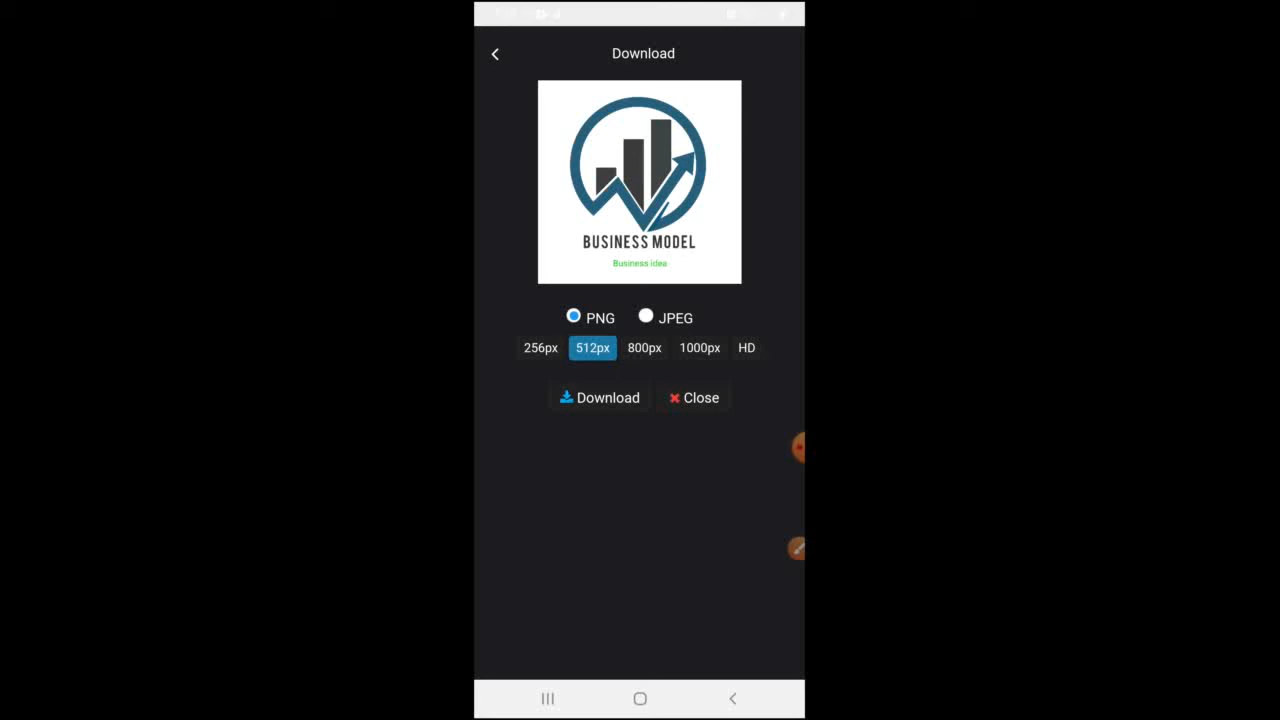 Download
BUSINESS MODEL
Business idea
PNG JPEG
256px 512px 800px 1000px HD
Download Close